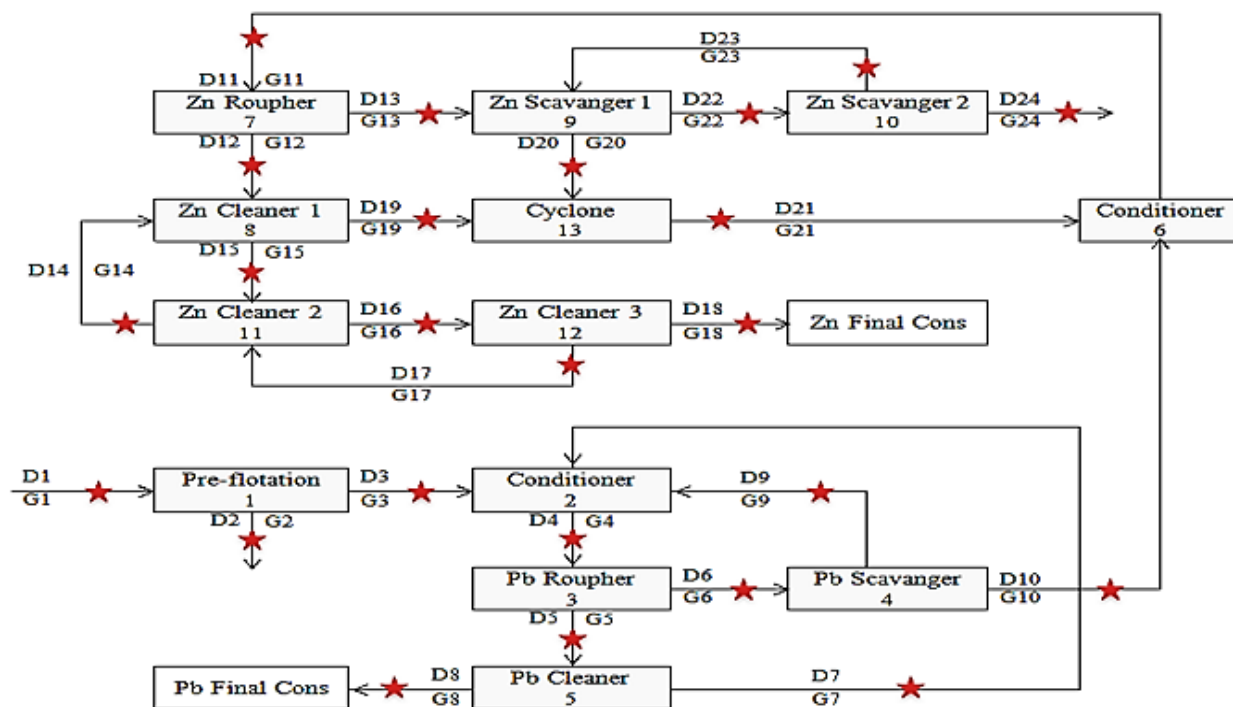 D23
G23
D11 G11
Zn Roupher
7
D13
G13
Zn Scavanger 1
9
D22
G22
Zn Scavanger 2
10
D24
G24
D12 G12
D20 G20
Zn Cleaner 1
8
D19
G19
Cyclone
13
D21
G21
Conditioner
6
D15 G15
D14 G14
Zn Cleaner 2
11
D16
G16
Zn Cleaner 3
12
D18
G18
Zn Final Cons
D17
G17
D1
G1
Pre-flotation
1
D3
G3
Conditioner
2
D9
G9
D2 G2
D4 G4
Pb Roupher
3
D6
G6
Pb Scavanger
4
D10
G10
D5 G5
Pb Final Cons
D8
G8
Pb Cleaner
5
D7
G7